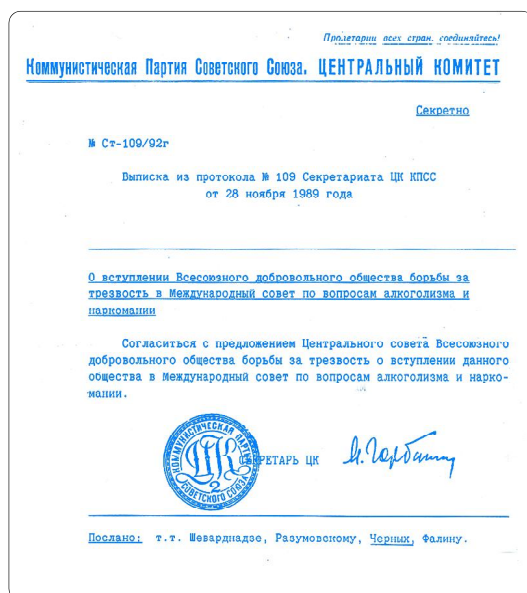 Пролетарии всех стран, соединяйтесь!
Коммунистическая Партия Советского Союза. ЦЕНТРАЛЬНЫЙ КОМИТЕТ
Секретно
№ Ст-109/92г
Выписка из протокола № 109 Секретариата ЦК КПСС
от 28 ноября 1989 года
О вступлении Всесоюзного добровольного общества борьбы за
трезвость в Международный совет по вопросам алкоголизма и
наркомании
Согласиться с предложением Центрального совета Всесоюзного
добровольного общества борьбы за трезвость о вступлении данного
общества в Международный совет по вопросам алкоголизма и нарко-
мании.
КОММУНИСТИЧЕСКАЯ ПАРТИЯ
СОВЕТСКОГО СОЮЗА
ЦК
2
СЕКРЕТАРЬ ЦК
Послано: т.т. Шеварднадзе, Разумовскому, Черных, Фалину.